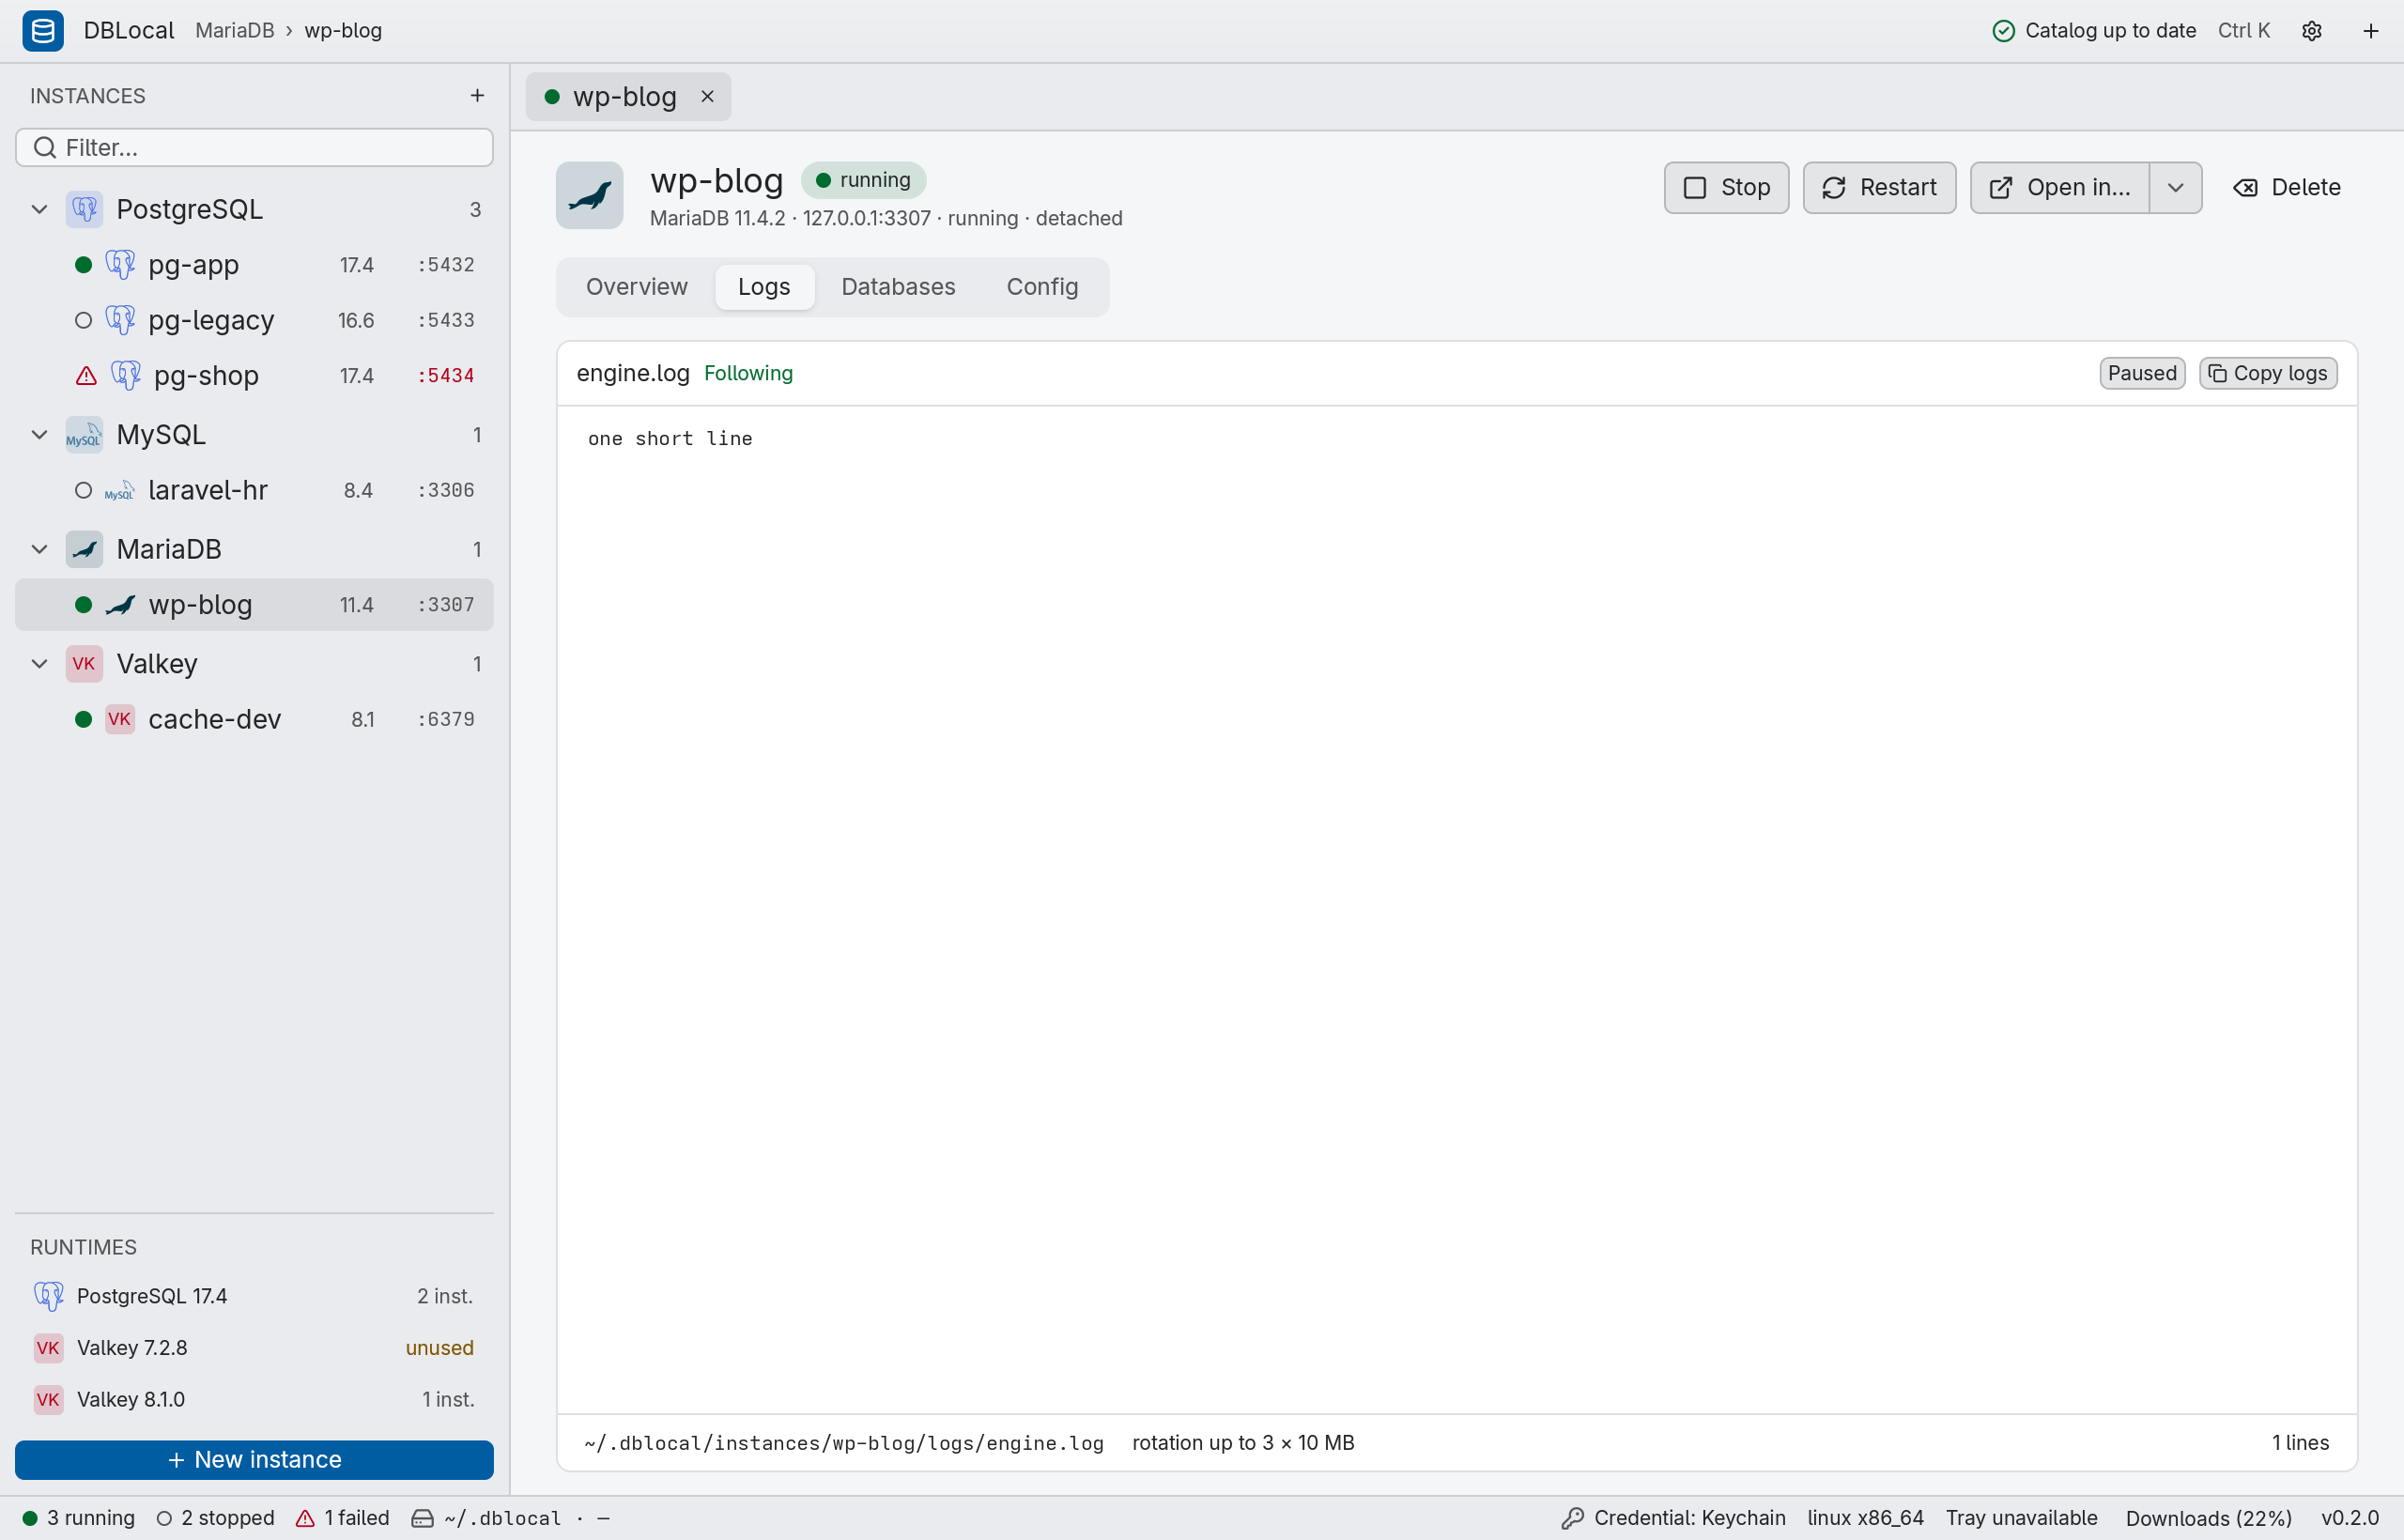 DBLocal MariaDB › wp-blog Catalog up to date Ctrl K
INSTANCES
Filter...
PostgreSQL 3
pg-app 17.4 :5432
pg-legacy 16.6 :5433
pg-shop 17.4 :5434
MySQL MySQL 1
MySQL laravel-hr 8.4 :3306
MariaDB 1
wp-blog 11.4 :3307
VK Valkey 1
VK cache-dev 8.1 :6379
RUNTIMES
PostgreSQL 17.4 2 inst.
VK Valkey 7.2.8 unused
VK Valkey 8.1.0 1 inst.
+ New instance
wp-blog ×
wp-blog running
MariaDB 11.4.2 · 127.0.0.1:3307 · running · detached
Stop Restart Open in... Delete
Overview Logs Databases Config
engine.log Following Paused Copy logs
one short line
~/.dblocal/instances/wp-blog/logs/engine.log rotation up to 3 × 10 MB 1 lines
3 running 2 stopped 1 failed ~/.dblocal · — Credential: Keychain linux x86_64 Tray unavailable Downloads (22%) v0.2.0